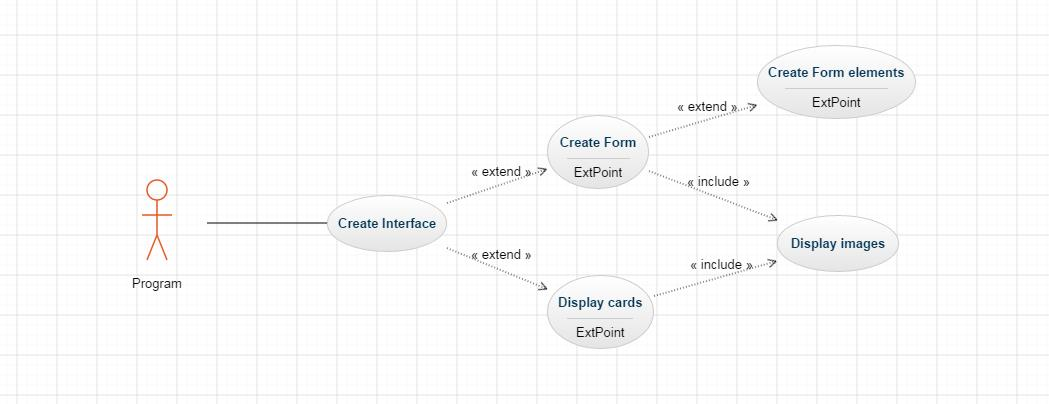 Create Form elements
ExtPoint
« extend »
Create Form
ExtPoint
« extend »
« include »
Create Interface
Program
Display images
« extend »
« include »
Display cards
ExtPoint